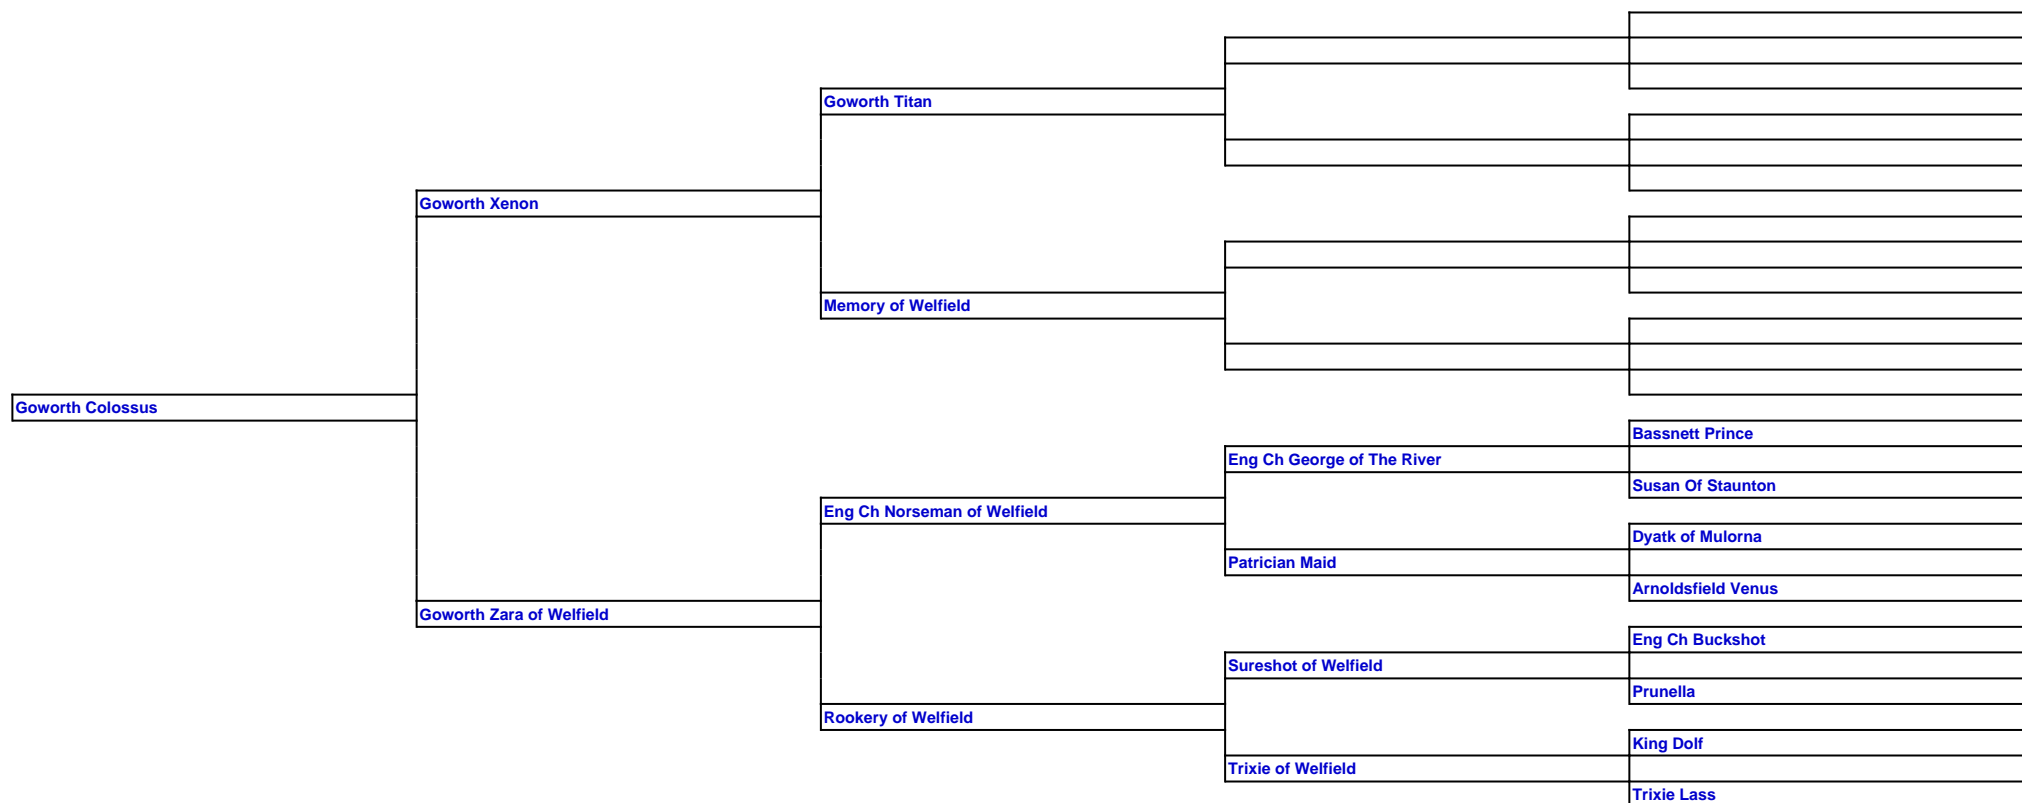 Goworth Titan
Goworth Xenon
Memory of Welfield
Goworth Colossus
Bassnett Prince
Eng Ch George of The River
Susan Of Staunton
Eng Ch Norseman of Welfield
Dyatk of Mulorna
Patrician Maid
Arnoldsfield Venus
Goworth Zara of Welfield
Eng Ch Buckshot
Sureshot of Welfield
Prunella
Rookery of Welfield
King Dolf
Trixie of Welfield
Trixie Lass